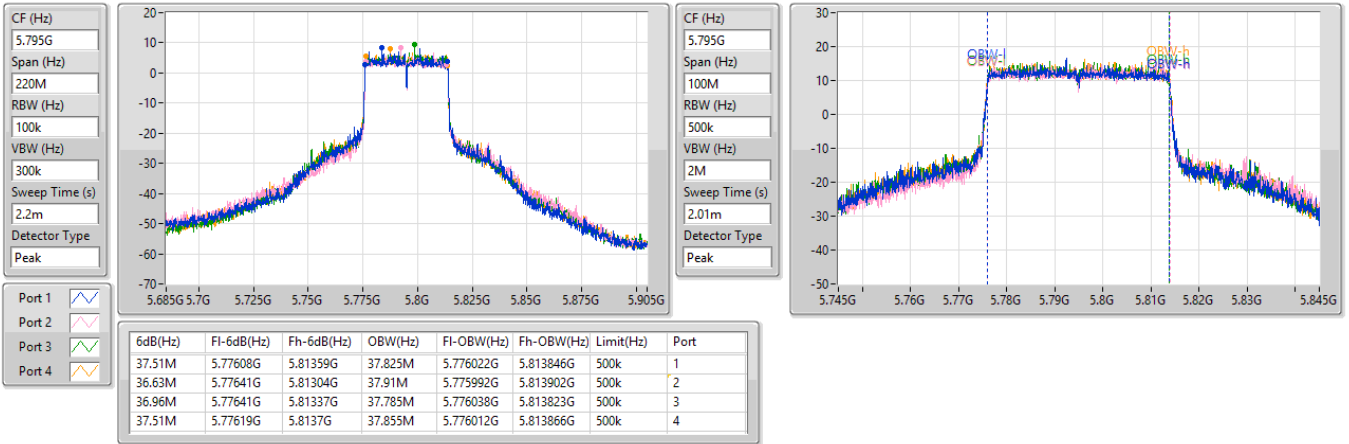 CF (Hz)
5.795G
Span (Hz)
220M
RBW (Hz)
100k
VBW (Hz)
300k
Sweep Time (s)
2.2m
Detector Type
Peak
20
10
0
-10
-20
-30
-40
-50
-60
-70
5.685G 5.7G 5.725G 5.75G 5.775G 5.8G 5.825G 5.85G 5.875G 5.905G
CF (Hz)
5.795G
Span (Hz)
100M
RBW (Hz)
500k
VBW (Hz)
2M
Sweep Time (s)
2.01m
Detector Type
Peak
30
20
10
0
-10
-20
-30
-40
-50
OBW-l
OBW-h
OBW-h
5.745G 5.76G 5.77G 5.78G 5.79G 5.8G 5.81G 5.82G 5.83G 5.845G
Port 1
Port 2
Port 3
Port 4
6dB(Hz) Fl-6dB(Hz) Fh-6dB(Hz) OBW(Hz) Fl-OBW(Hz) Fh-OBW(Hz) Limit(Hz) Port
37.51M 5.77608G 5.81359G 37.825M 5.776022G 5.813846G 500k 1
36.63M 5.77641G 5.81304G 37.91M 5.775992G 5.813902G 500k 2
36.96M 5.77641G 5.81337G 37.785M 5.776038G 5.813823G 500k 3
37.51M 5.77619G 5.8137G 37.855M 5.776012G 5.813866G 500k 4